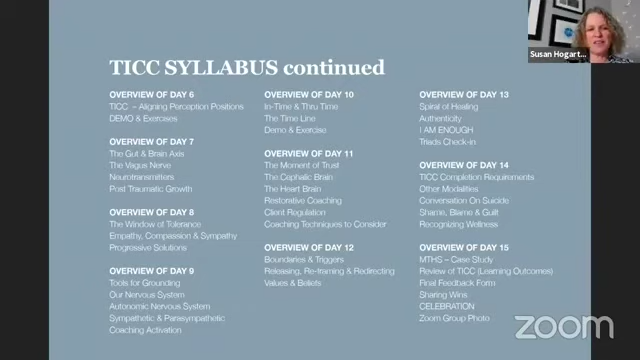 TICC SYLLABUS continued
OVERVIEW OF DAY 6
TICC – Aligning Perception Positions
DEMO & Exercises
OVERVIEW OF DAY 7
The Gut & Brain Axis
The Vagus Nerve
Neurotransmitters
Post Traumatic Growth
OVERVIEW OF DAY 8
The Window of Tolerance
Empathy, Compassion & Sympathy
Progressive Solutions
OVERVIEW OF DAY 9
Tools for Grounding
Our Nervous System
Autonomic Nervous System
Sympathetic & Parasympathetic
Coaching Activation
OVERVIEW OF DAY 10
In-Time & Thru Time
The Time Line
Demo & Exercise
OVERVIEW OF DAY 11
The Moment of Trust
The Cephalic Brain
The Heart Brain
Restorative Coaching
Client Regulation
Coaching Techniques to Consider
OVERVIEW OF DAY 12
Boundaries & Triggers
Releasing, Re-framing & Redirecting
Values & Beliefs
OVERVIEW OF DAY 13
Spiral of Healing
Authenticity
I AM ENOUGH
Triads Check-in
OVERVIEW OF DAY 14
TICC Completion Requirements
Other Modalities
Conversation On Suicide
Shame, Blame & Guilt
Recognizing Wellness
OVERVIEW OF DAY 15
MTHS – Case Study
Review of TICC (Learning Outcomes)
Final Feedback Form
Sharing Wins
CELEBRATION
Zoom Group Photo
Susan Hogart...
zoom